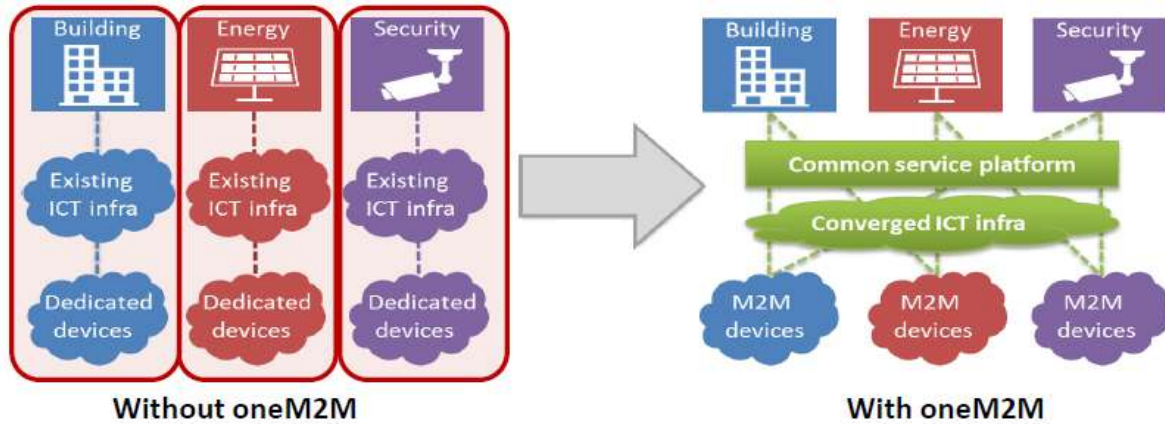 Building
Energy
Security
Existing
ICT infra
Existing
ICT infra
Existing
ICT infra
Dedicated
devices
Dedicated
devices
Dedicated
devices
Without oneM2M
Building
Energy
Security
Common service platform
Converged ICT infra
M2M
devices
M2M
devices
M2M
devices
With oneM2M